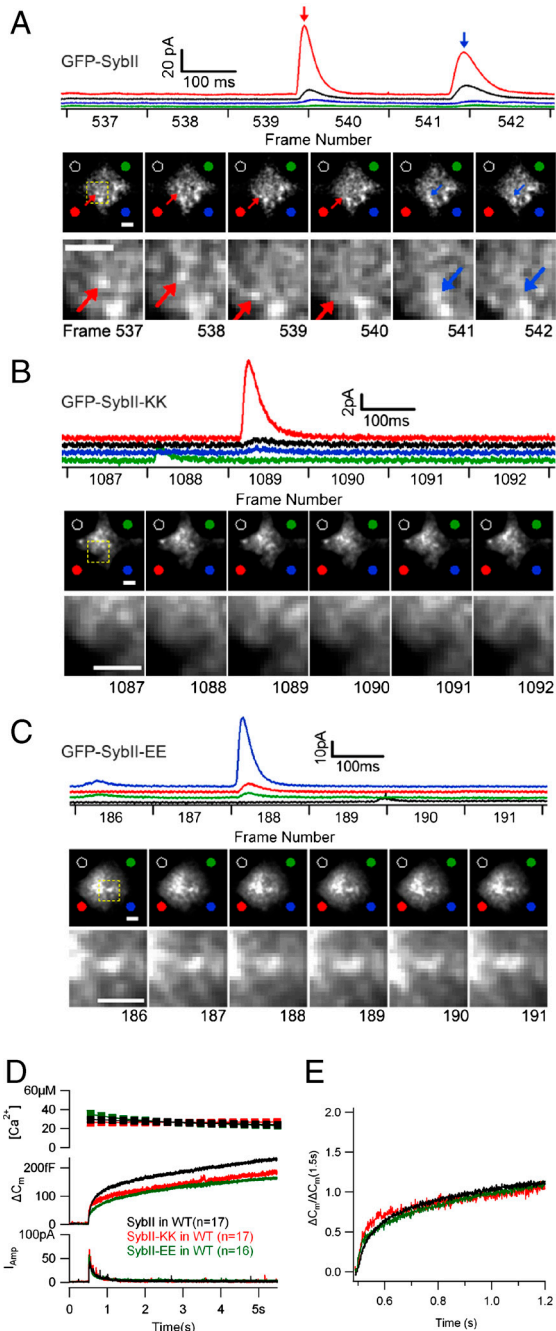 A
GFP-SybII
20 pA
100 ms
537 538 539 540 541 542
Frame Number
Frame 537 538 539 540 541 542
B
GFP-SybII-KK
2pA
100ms
1087 1088 1089 1090 1091 1092
Frame Number
1087 1088 1089 1090 1091 1092
C
GFP-SybII-EE
10pA
100ms
186 187 188 189 190 191
Frame Number
186 187 188 189 190 191
D
60µM
40
20
0
[Ca2+]
200fF
100
0
ΔCm
SybII in WT(n=17)
SybII-KK in WT (n=17)
SybII-EE in WT (n=16)
100pA
50
0
IAmp
0 1 2 3 4 5s
Time(s)
E
2.0
1.5
1.0
0.5
0.0
ΔCm/ΔCm(1.5s)
0.6 0.8 1.0 1.2
Time (s)